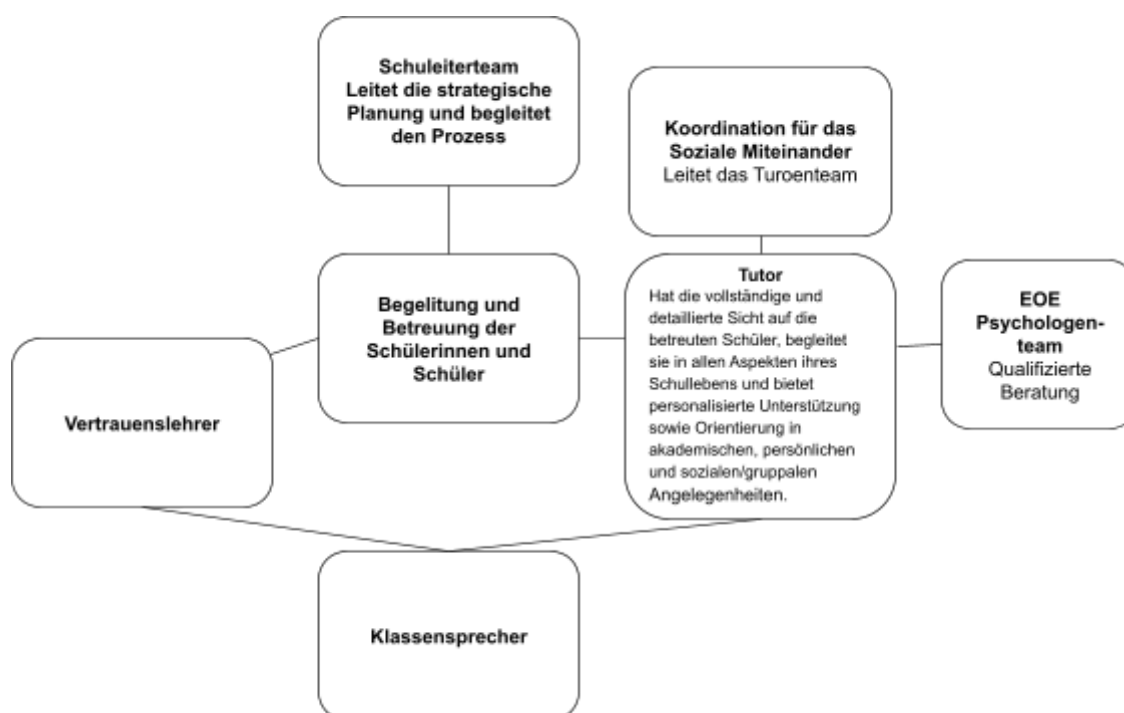 Schuleiterteam
Leitet die strategische
Planung und begleitet
den Prozess
Koordination für das
Soziale Miteinander
Leitet das Turoenteam
Begelitung und
Betreuung der
Schülerinnen und
Schüler
Tutor
Hat die vollständige und
detaillierte Sicht auf die
betreuten Schüler, begleitet
sie in allen Aspekten ihres
Schullebens und bietet
personalisierte Unterstützung
sowie Orientierung in
akademischen, persönlichen
und sozialen/gruppalen
Angelegenheiten.
EOE
Psychologen-
team
Qualifizierte
Beratung
Vertrauenslehrer
Klassensprecher